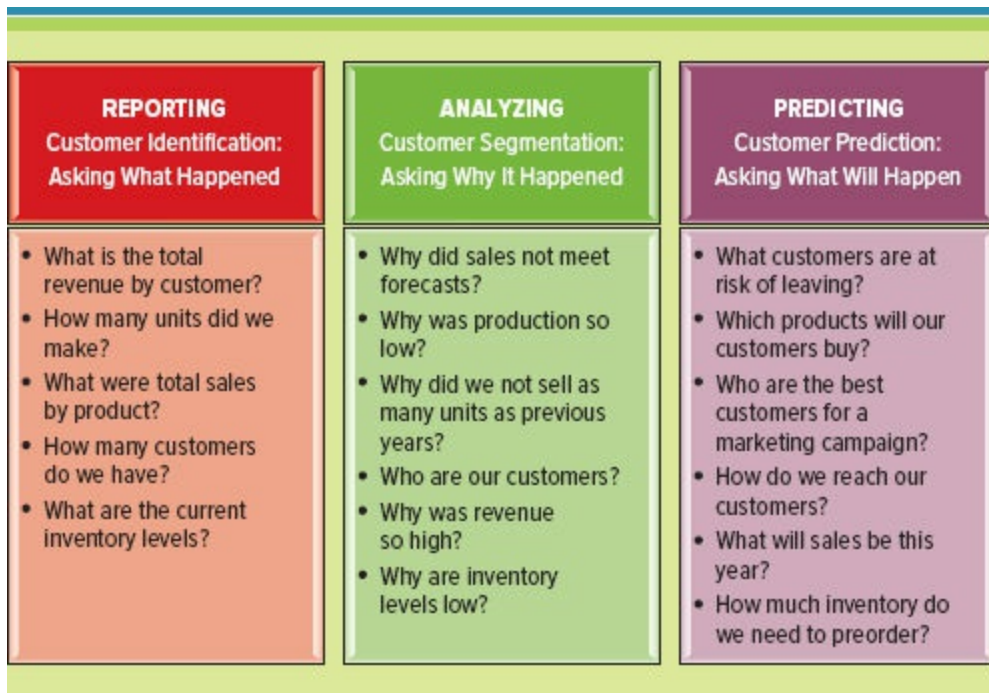 REPORTING
Customer Identification:
Asking What Happened
• What is the total
revenue by customer?
• How many units did we
make?
• What were total sales
by product?
• How many customers
do we have?
• What are the current
inventory levels?
ANALYZING
Customer Segmentation:
Asking Why It Happened
• Why did sales not meet
forecasts?
• Why was production so
low?
• Why did we not sell as
many units as previous
years?
• Who are our customers?
• Why was revenue
so high?
• Why are inventory
levels low?
PREDICTING
Customer Prediction:
Asking What Will Happen
• What customers are at
risk of leaving?
• Which products will our
customers buy?
• Who are the best
customers for a
marketing campaign?
• How do we reach our
customers?
• What will sales be this
year?
• How much inventory do
we need to preorder?